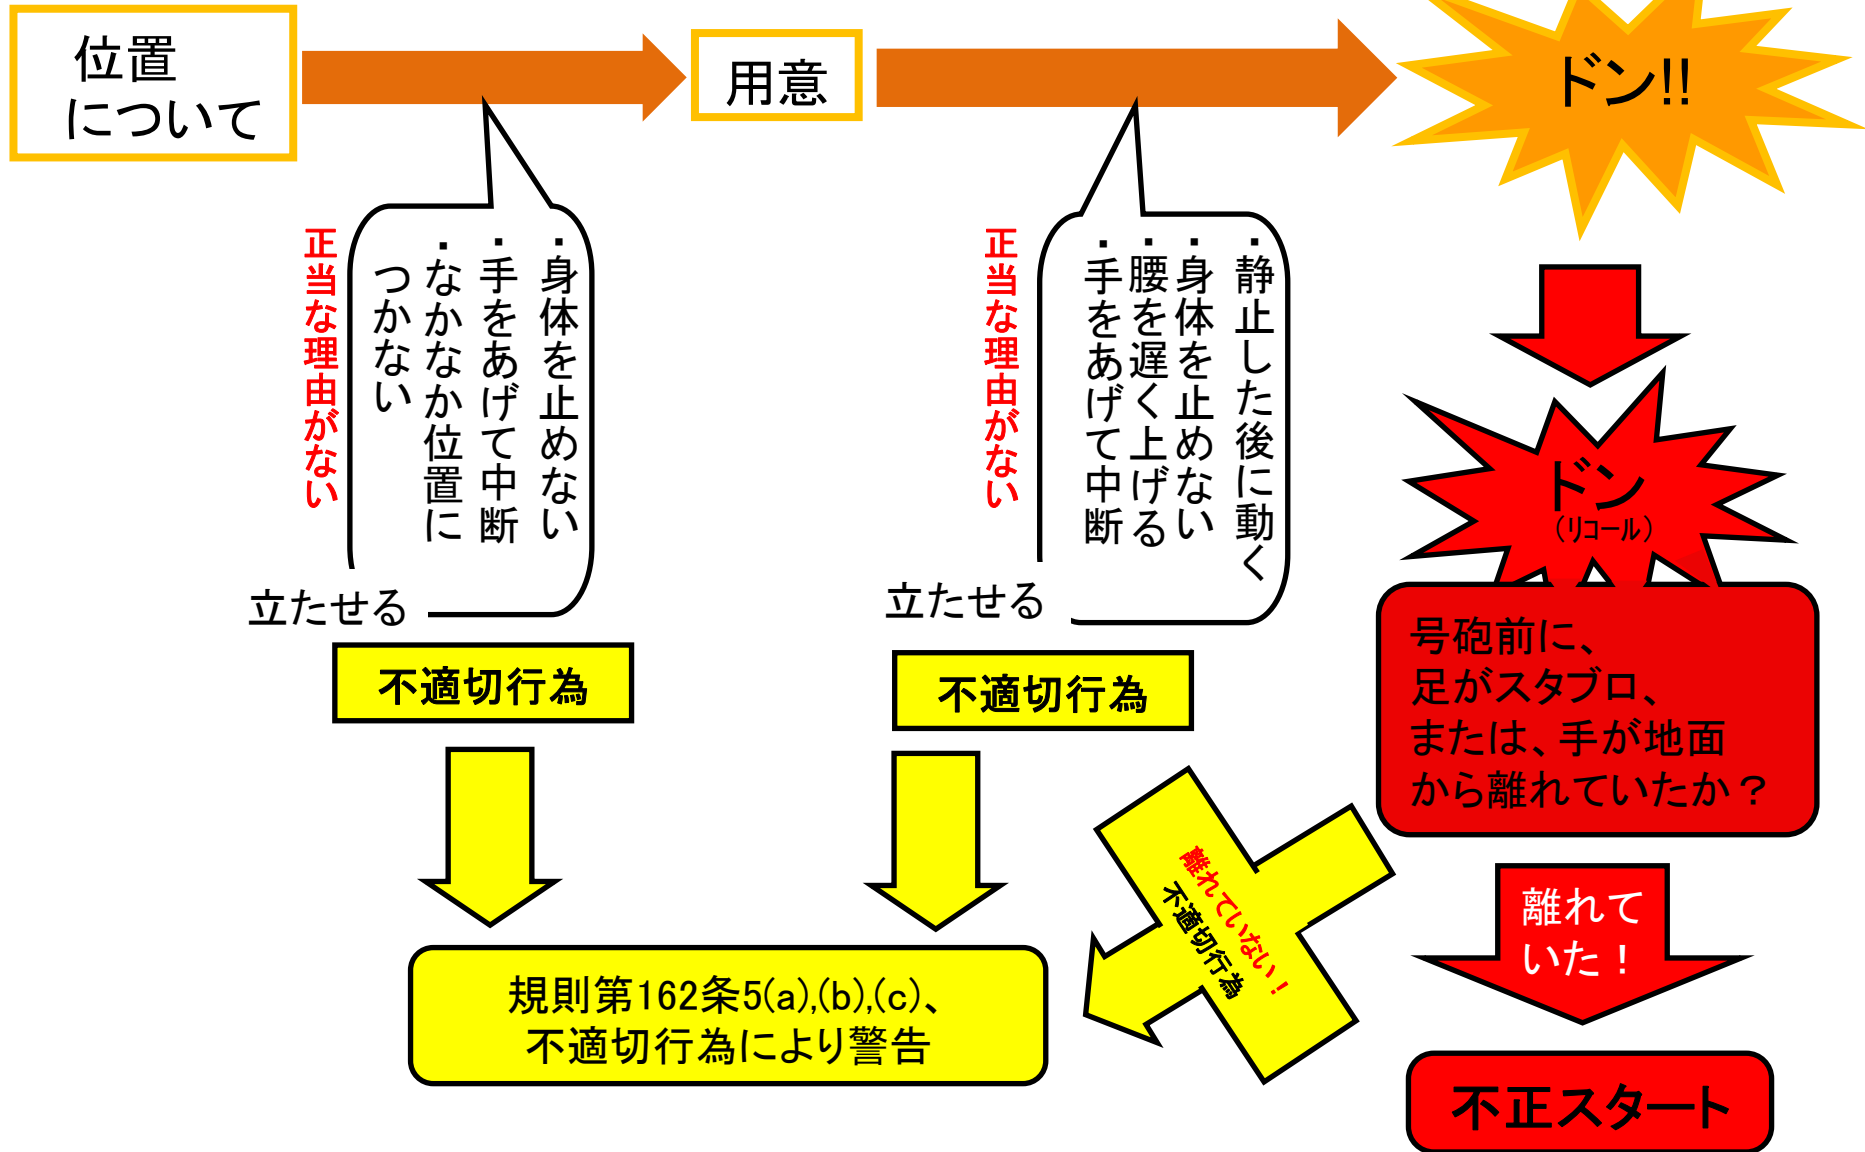 位置
について
用意
ドン!!
・身体を止めない
・手をあげて中断
・なかなか位置に
つかない
正当な理由がない
立たせる
不適切行為
・静止した後に動く
・身体を止めない
・腰を遅く上げる
・手をあげて中断
正当な理由がない
立たせる
不適切行為
ドン
（リコール）
号砲前に、
足がスタブロ、
または、手が地面
から離れていたか？
離れていない！
不適切行為
離れて
いた！
規則第162条5(a),(b),(c)、
不適切行為により警告
不正スタート